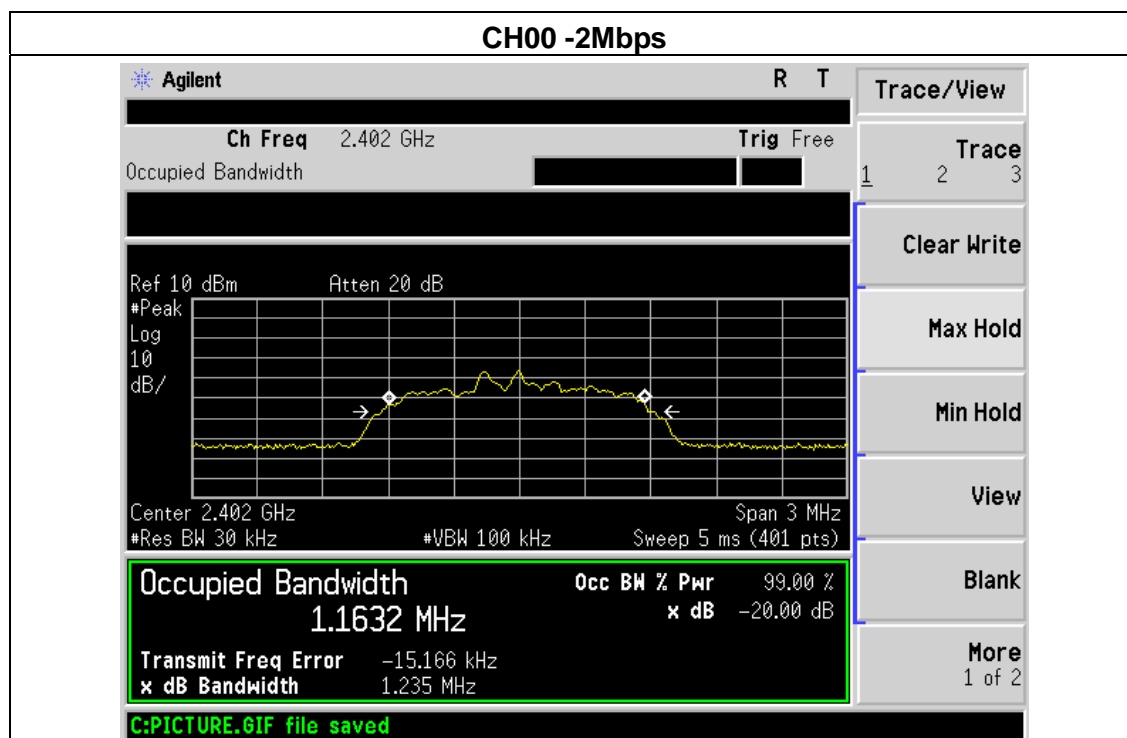 CH00 -2Mbps
Agilent R T
Trace/View
Ch Freq 2.402 GHz Trig Free
Occupied Bandwidth
Trace
1 2 3
Clear Write
Ref 10 dBm Atten 20 dB
#Peak
Log
10
dB/
Max Hold
Min Hold
View
Center 2.402 GHz Span 3 MHz
#Res BW 30 kHz #VBW 100 kHz Sweep 5 ms (401 pts)
Occupied Bandwidth Occ BW % Pwr 99.00 %
1.1632 MHz x dB -20.00 dB
Blank
Transmit Freq Error -15.166 kHz
x dB Bandwidth 1.235 MHz
More
1 of 2
C:PICTURE.GIF file saved